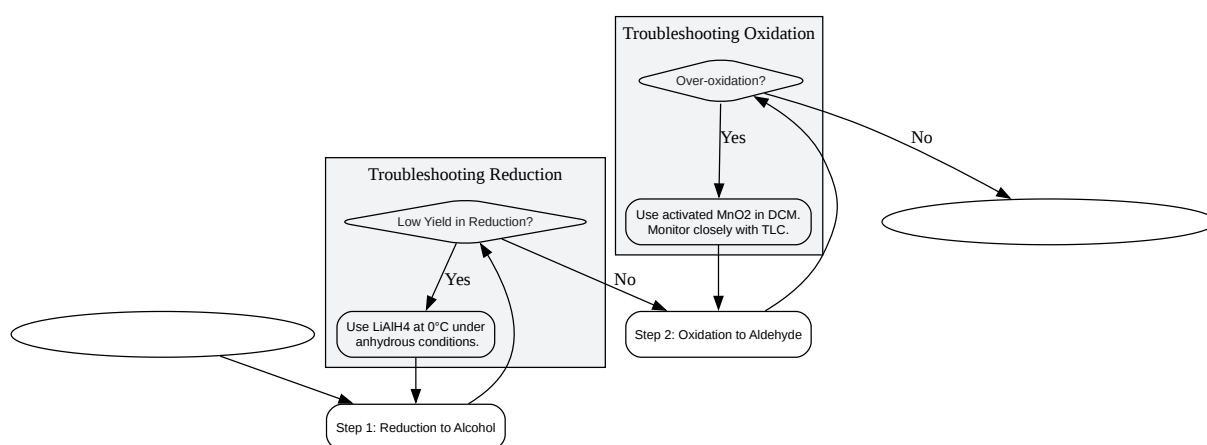 Troubleshooting Oxidation
Over-oxidation?
Yes
No
Use activated MnO2 in DCM.
Monitor closely with TLC.
Troubleshooting Reduction
Low Yield in Reduction?
Yes
No
Use LiAlH4 at 0°C under
anhydrous conditions.
Step 2: Oxidation to Aldehyde
Step 1: Reduction to Alcohol